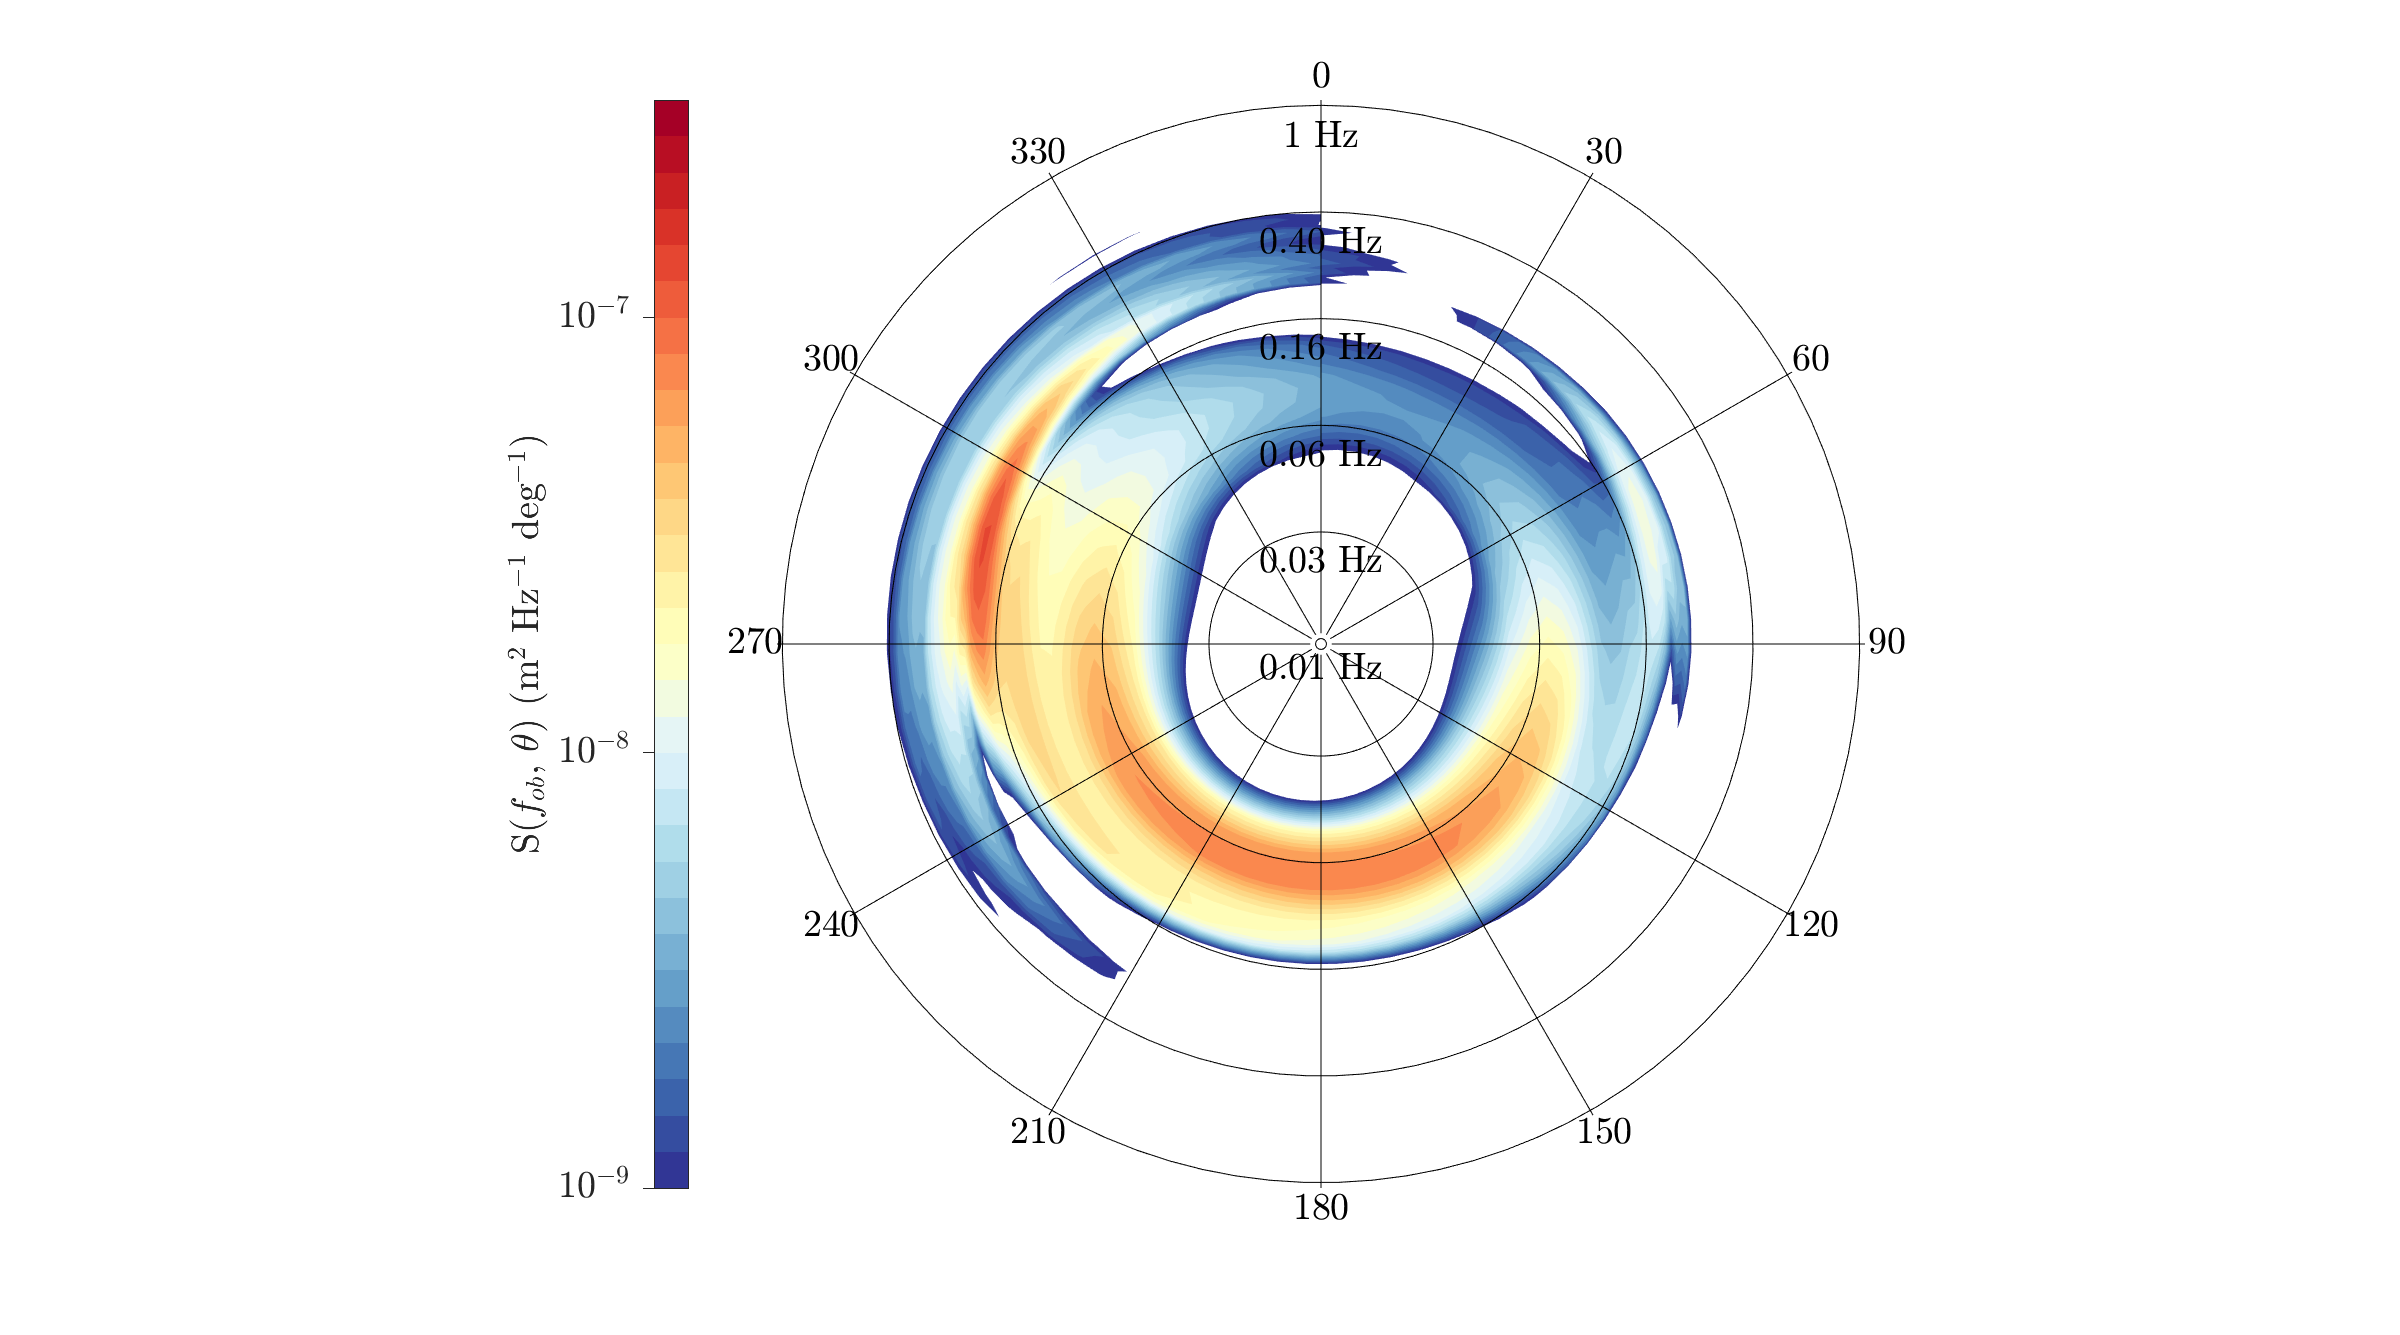 0
30
60
90
120
150
180
210
240
270
300
330
1 Hz
0.40 Hz
0.16 Hz
0.06 Hz
0.03 Hz
0.01 Hz
10⁻⁷
10⁻⁸
10⁻⁹
S(f_ob, θ) (m² Hz⁻¹ deg⁻¹)